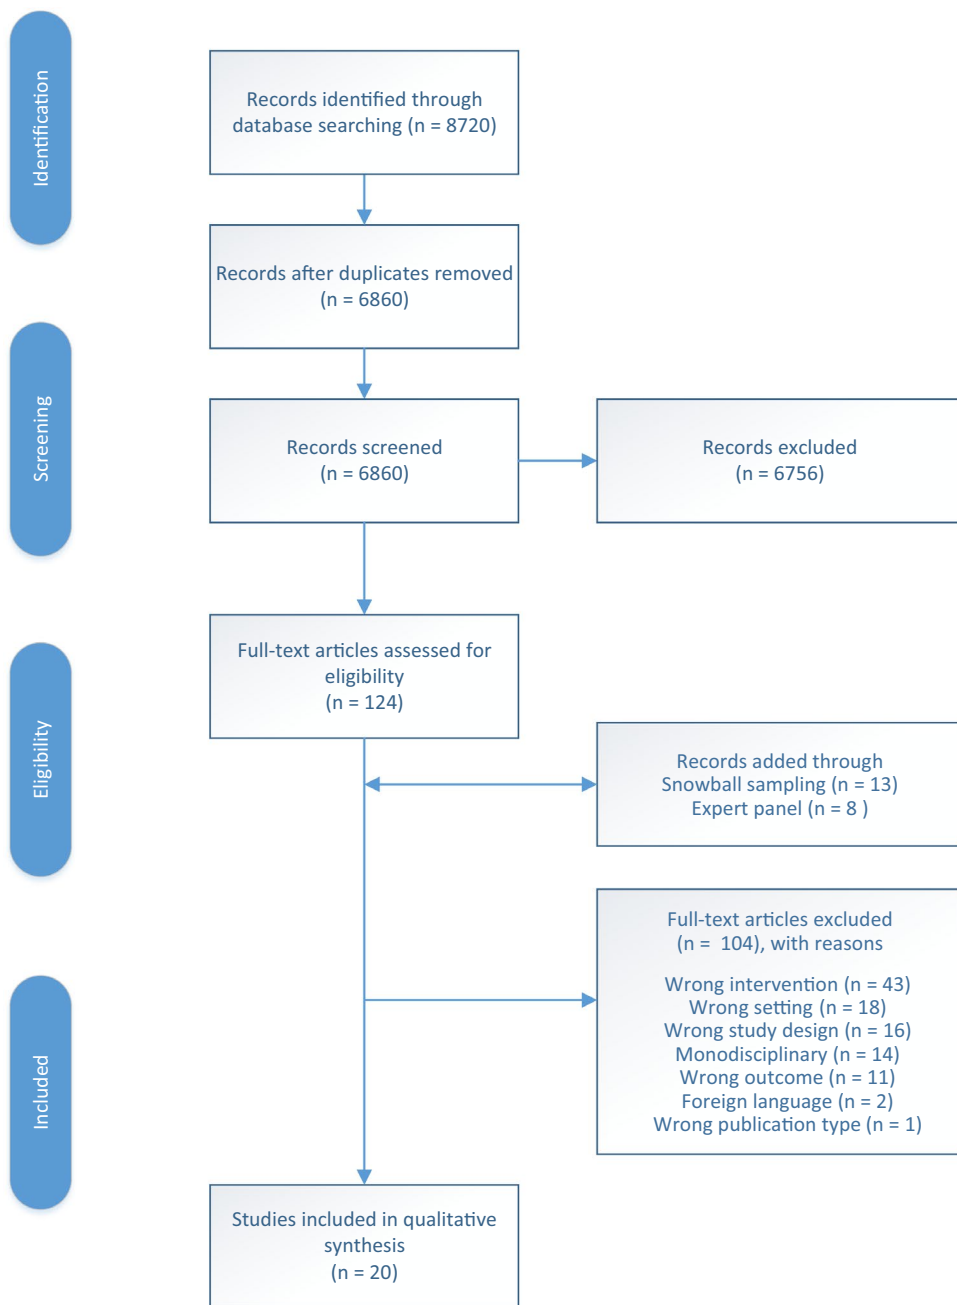 Identification
Records identified through
database searching (n = 8720)
Records after duplicates removed
(n = 6860)
Screening
Records screened
(n = 6860)
Records excluded
(n = 6756)
Eligibility
Full-text articles assessed for
eligibility
(n = 124)
Records added through
Snowball sampling (n = 13)
Expert panel (n = 8 )
Full-text articles excluded
(n =  104), with reasons
Wrong intervention (n = 43)
Wrong setting (n = 18)
Wrong study design (n = 16)
Monodisciplinary (n = 14)
Wrong outcome (n = 11)
Foreign language (n = 2)
Wrong publication type (n = 1)
Included
Studies included in qualitative
synthesis
(n = 20)